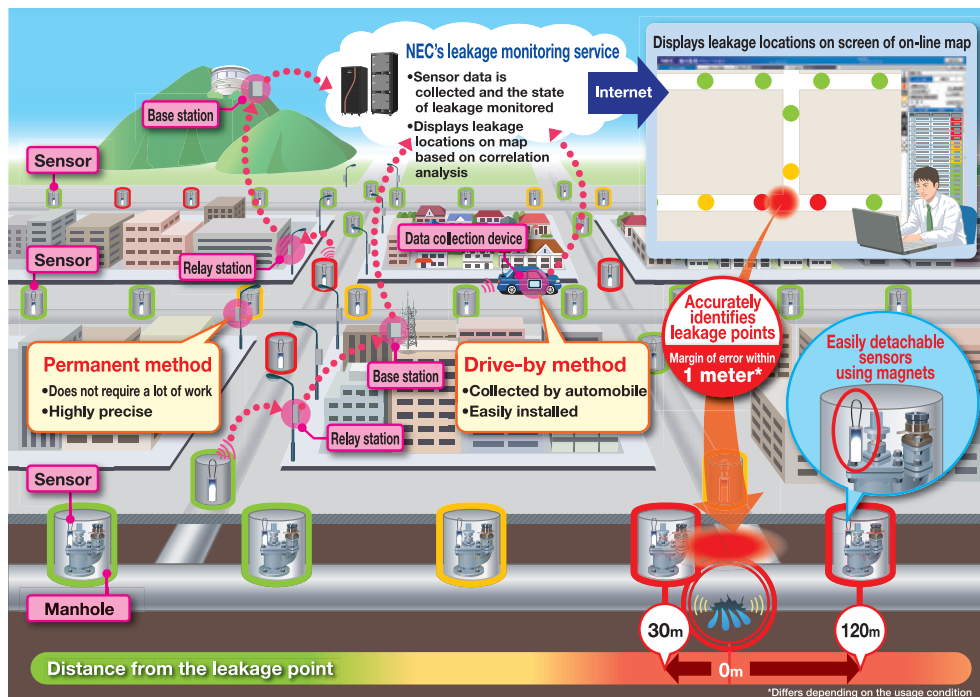 NEC's leakage monitoring service
•Sensor data is
collected and the state
of leakage monitored
•Displays leakage
locations on map
based on correlation
analysis
Internet
Displays leakage locations on screen of on-line map
Base station
Sensor
Sensor
Relay station
Data collection device
Permanent method
•Does not require a lot of work
•Highly precise
Base station
Relay station
Drive-by method
•Collected by automobile
•Easily installed
Accurately
identifies
leakage points
Margin of error within
1 meter*
Easily detachable
sensors
using magnets
Sensor
Manhole
30m
0m
120m
Distance from the leakage point
*Differs depending on the usage condition